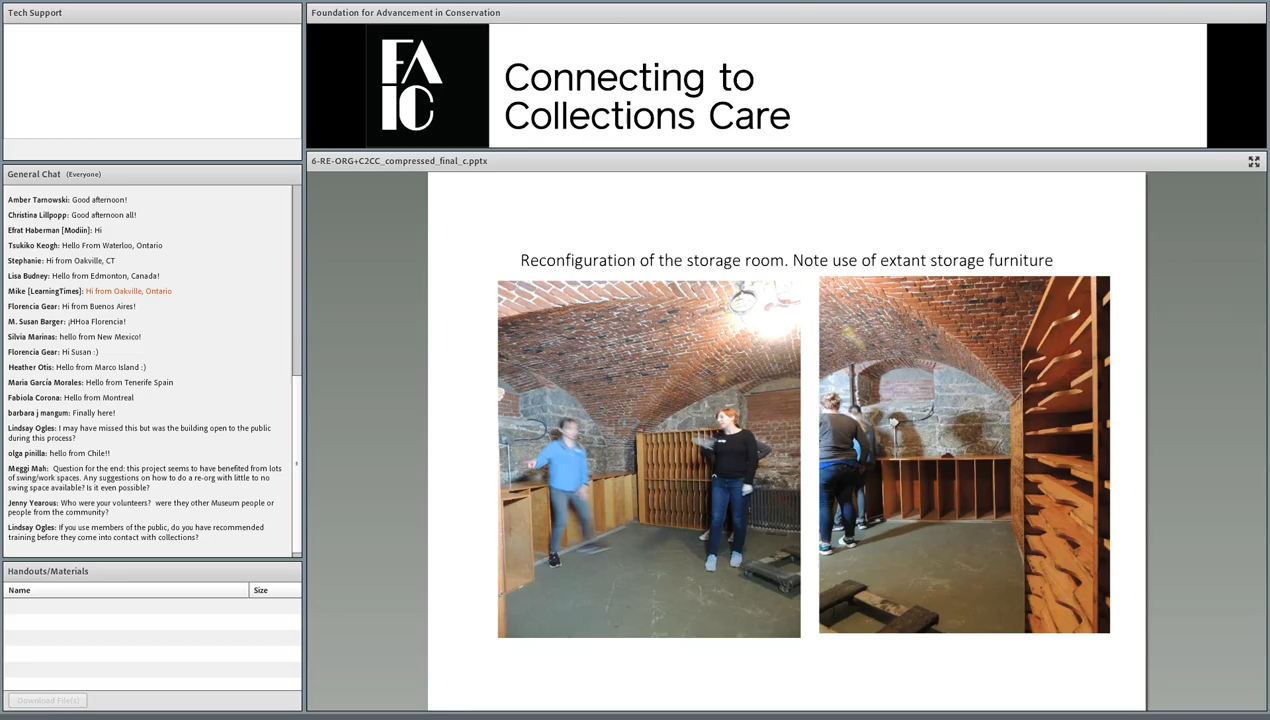 Tech Support
General Chat (Everyone)
Amber Tarnowski: Good afternoon!
Christina Lillpopp: Good afternoon all!
Efrat Haberman [Modiin]: Hi
Tsukiko Keogh: Hello From Waterloo, Ontario
Stephanie: Hi from Oakville, CT
Lisa Budney: Hello from Edmonton, Canada!
Mike [LearningTimes]: Hi from Oakville, Ontario
Florencia Gear: Hi from Buenos Aires!
M. Susan Barger: ¡HHoa Florencia!
Silvia Marinas: hello from New Mexico!
Florencia Gear: Hi Susan :)
Heather Otis: Hello from Marco Island :)
Maria García Morales: Hello from Tenerife Spain
Fabiola Corona: Hello from Montreal
barbara j mangum: Finally here!
Lindsay Ogles: I may have missed this but was the building open to the public
during this process?
olga pinilla: hello from Chile!!
Meggi Mah: Question for the end: this project seems to have benefited from lots
of swing/work spaces. Any suggestions on how to do a re-org with little to no
swing space available? Is it even possible?
Jenny Yearous: Who were your volunteers? were they other Museum people or
people from the community?
Lindsay Ogles: If you use members of the public, do you have recommended
training before they come into contact with collections?
Handouts/Materials
Name Size
Download File(s)
Foundation for Advancement in Conservation
FA
IC
Connecting to
Collections Care
6-RE-ORG+C2CC_compressed_final_c.pptx
Reconfiguration of the storage room. Note use of extant storage furniture